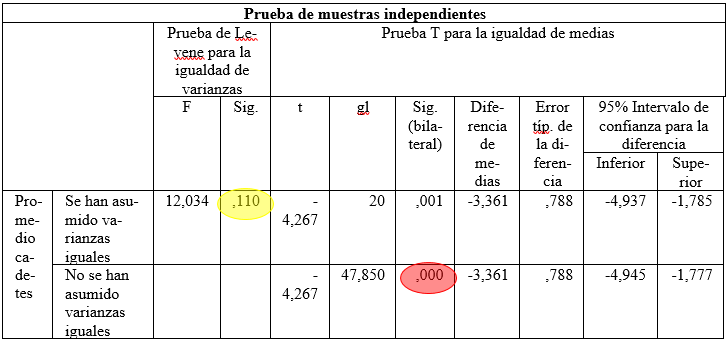 Prueba de muestras independientes
Prueba de Le-
vene para la
igualdad de
varianzas
Prueba T para la igualdad de medias
F
Sig.
t
gl
Sig.
(bila-
teral)
Dife-
rencia
de
me-
dias
Error
típ. de
la di-
feren-
cia
95% Intervalo de
confianza para la
diferencia
Inferior
Supe-
rior
Pro-
me-
dio
ca-
de-
tes
Se han asu-
mido va-
rianzas
iguales
12,034
,110
-
4,267
20
,001
-3,361
,788
-4,937
-1,785
No se han
asumido
varianzas
iguales
-
4,267
47,850
,000
-3,361
,788
-4,945
-1,777